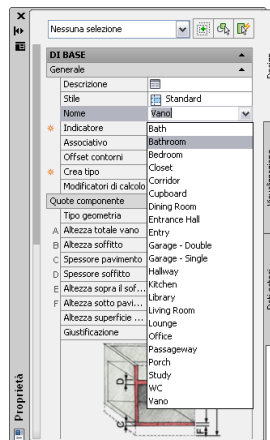 Nessuna selezione
DI BASE
Generale
Descrizione
Stile
Standard
Nome
Vano
Indicatore
Associativo
Offset contorni
Crea tipo
Modificatori di calcolo
Quote componente
Tipo geometria
A Altezza totale vano
B Altezza soffitto
C Spessore pavimento
D Spessore soffitto
E Altezza sopra il sof...
F Altezza sotto pavi...
Altezza superficie ...
Giustificazione
Bath
Bathroom
Bedroom
Closet
Corridor
Cupboard
Dining Room
Entrance Hall
Entry
Garage - Double
Garage - Single
Hallway
Kitchen
Library
Living Room
Lounge
Office
Passageway
Porch
Study
WC
Vano
D
C
Proprietà